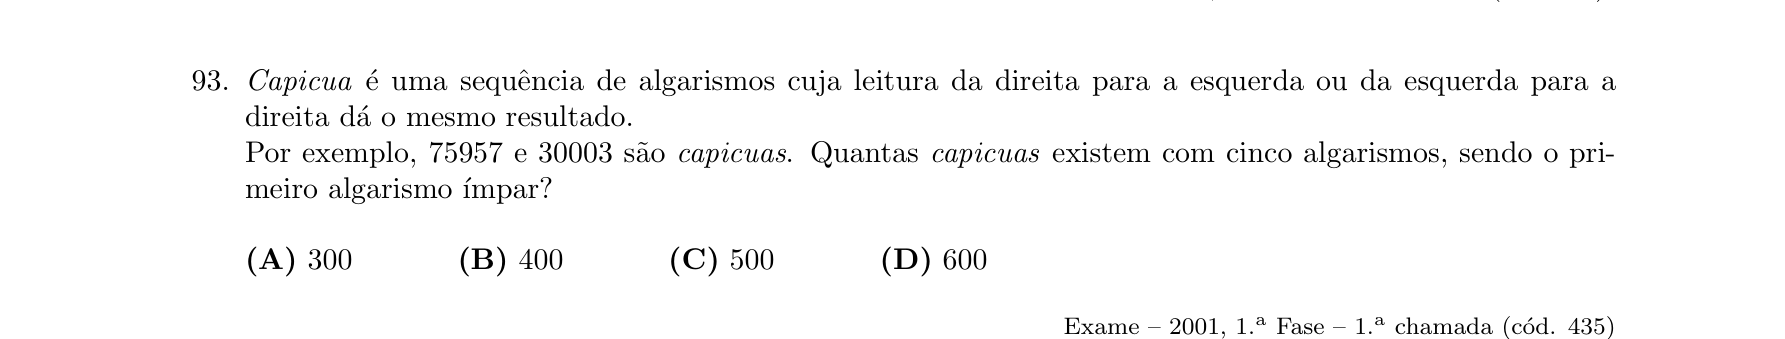 93. Capicua é uma sequência de algarismos cuja leitura da direita para a esquerda ou da esquerda para a
direita dá o mesmo resultado.
Por exemplo, 75957 e 30003 são capicuas. Quantas capicuas existem com cinco algarismos, sendo o pri-
meiro algarismo ímpar?
(A) 300 (B) 400 (C) 500 (D) 600
Exame – 2001, 1.ª Fase – 1.ª chamada (cód. 435)